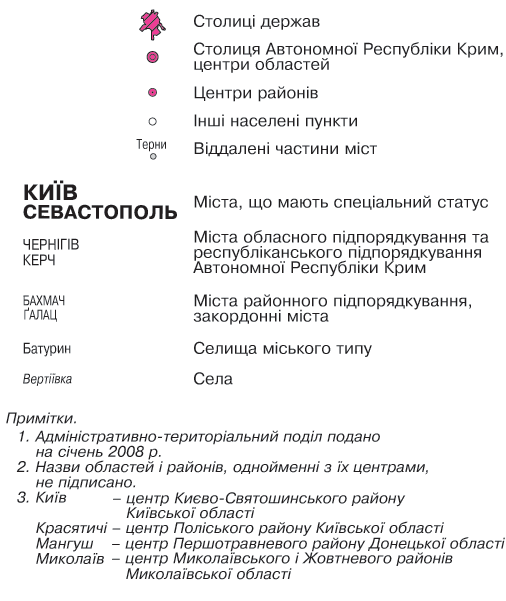 Столиці держав
Столиця Автономної Республіки Крим,
центри областей
Центри районів
Інші населені пункти
Терни
Віддалені частини міст
КИЇВ
СЕВАСТОПОЛЬ
Міста, що мають спеціальний статус
ЧЕРНІГІВ
КЕРЧ
Міста обласного підпорядкування та
республіканського підпорядкування
Автономної Республіки Крим
БАХМАЧ
ҐАЛАЦ
Міста районного підпорядкування,
закордонні міста
Батурин
Селища міського типу
Вертіївка
Села
Примітки.
1. Адміністративно-територіальний поділ подано
на січень 2008 р.
2. Назви областей і районів, однойменні з їх центрами,
не підписано.
3. Київ – центр Києво-Святошинського району
Київської області
Красятичі – центр Поліського району Київської області
Мангуш – центр Першотравневого району Донецької області
Миколаїв – центр Миколаївського і Жовтневого районів
Миколаївської області